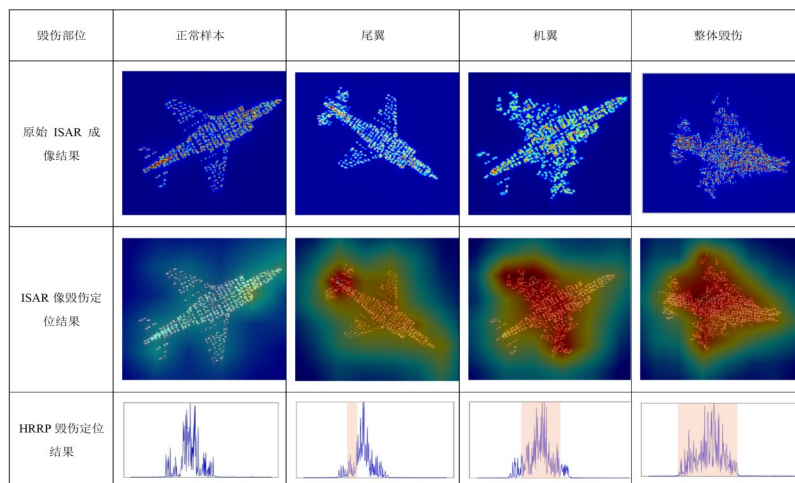 毁伤部位 正常样本 尾翼 机翼 整体毁伤
原始 ISAR 成
像结果
ISAR 像毁伤定
位结果
HRRP 毁伤定位
结果